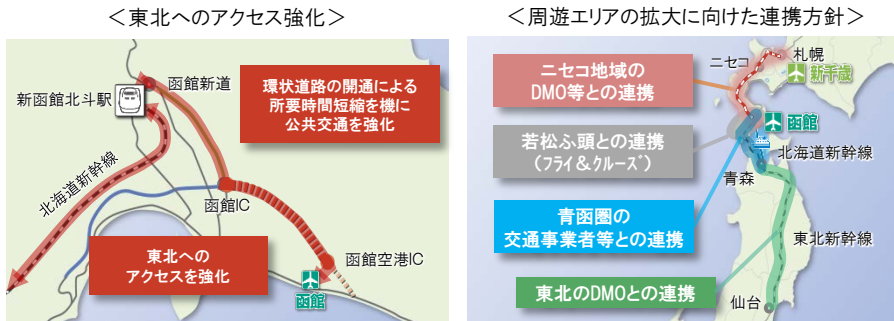 ＜東北へのアクセス強化＞
新函館北斗駅
函館新道
環状道路の開通による
所要時間短縮を機に
公共交通を強化
北海道新幹線
函館IC
東北への
アクセスを強化
函館空港IC
函館
＜周遊エリアの拡大に向けた連携方針＞
ニセコ
札幌
新千歳
ニセコ地域の
DMO等との連携
函館
若松ふ頭との連携
（フライ＆クルーズ）
北海道新幹線
青森
青函圏の
交通事業者等との連携
東北新幹線
東北のDMOとの連携
仙台